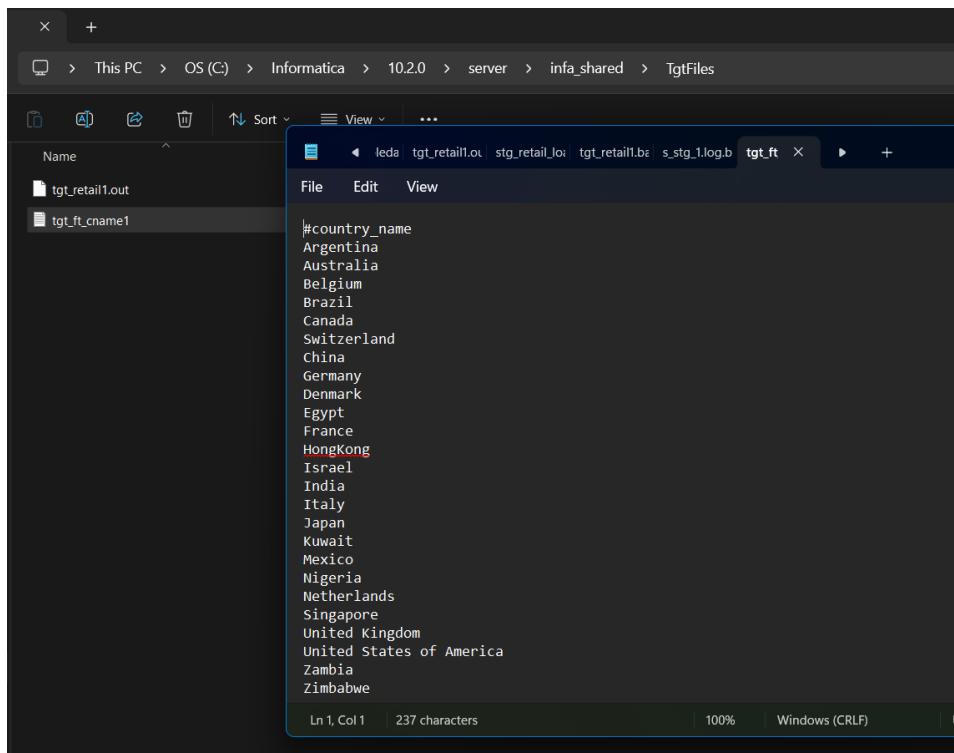 This PC > OS (C:) > Informatica > 10.2.0 > server > infa_shared > TgtFiles
Sort View
Name
tgt_retail1.out
tgt_ft_cname1
leda tgt_retail1.ou stg_retail_lo tgt_retail1.ba s_stg_1.log.b tgt_ft
File Edit View
#country_name
Argentina
Australia
Belgium
Brazil
Canada
Switzerland
China
Germany
Denmark
Egypt
France
HongKong
Israel
India
Italy
Japan
Kuwait
Mexico
Nigeria
Netherlands
Singapore
United Kingdom
United States of America
Zambia
Zimbabwe
Ln 1, Col 1 237 characters 100% Windows (CRLF)